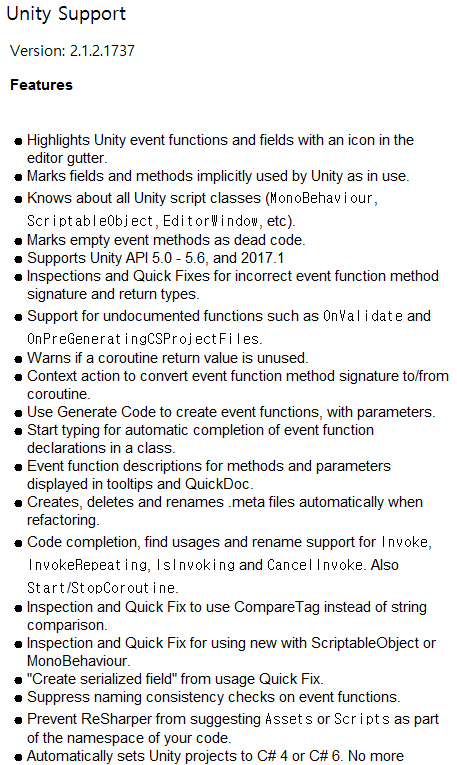 Unity Support
Version: 2.1.2.1737
Features
● Highlights Unity event functions and fields with an icon in the
editor gutter.
● Marks fields and methods implicitly used by Unity as in use.
● Knows about all Unity script classes (MonoBehaviour,
ScriptableObject, EditorWindow, etc).
● Marks empty event methods as dead code.
● Supports Unity API 5.0 - 5.6, and 2017.1
● Inspections and Quick Fixes for incorrect event function method
signature and return types.
● Support for undocumented functions such as OnValidate and
OnPreGeneratingCSProjectFiles.
● Warns if a coroutine return value is unused.
● Context action to convert event function method signature to/from
coroutine.
● Use Generate Code to create event functions, with parameters.
● Start typing for automatic completion of event function
declarations in a class.
● Event function descriptions for methods and parameters
displayed in tooltips and QuickDoc.
● Creates, deletes and renames .meta files automatically when
refactoring.
● Code completion, find usages and rename support for Invoke,
InvokeRepeating, IsInvoking and CancelInvoke. Also
Start/StopCoroutine.
● Inspection and Quick Fix to use CompareTag instead of string
comparison.
● Inspection and Quick Fix for using new with ScriptableObject or
MonoBehaviour.
● "Create serialized field" from usage Quick Fix.
● Suppress naming consistency checks on event functions.
● Prevent ReSharper from suggesting Assets or Scripts as part
of the namespace of your code.
● Automatically sets Unity projects to C# 4 or C# 6. No more